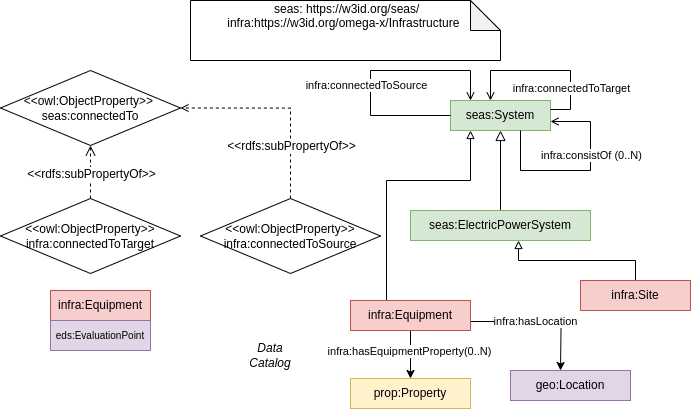 seas: https://w3id.org/seas/
infra:https://w3id.org/omega-x/Infrastructure
infra:connectedToSource
infra:connectedToTarget
<<owl:ObjectProperty>>
seas:connectedTo
seas:System
<<rdfs:subPropertyOf>>
infra:consistOf (0..N)
<<rdfs:subPropertyOf>>
<<owl:ObjectProperty>>
infra:connectedToTarget
<<owl:ObjectProperty>>
infra:connectedToSource
seas:ElectricPowerSystem
infra:Site
infra:Equipment
eds:EvaluationPoint
infra:Equipment
infra:hasLocation
Data
Catalog
infra:hasEquipmentProperty(0..N)
prop:Property
geo:Location